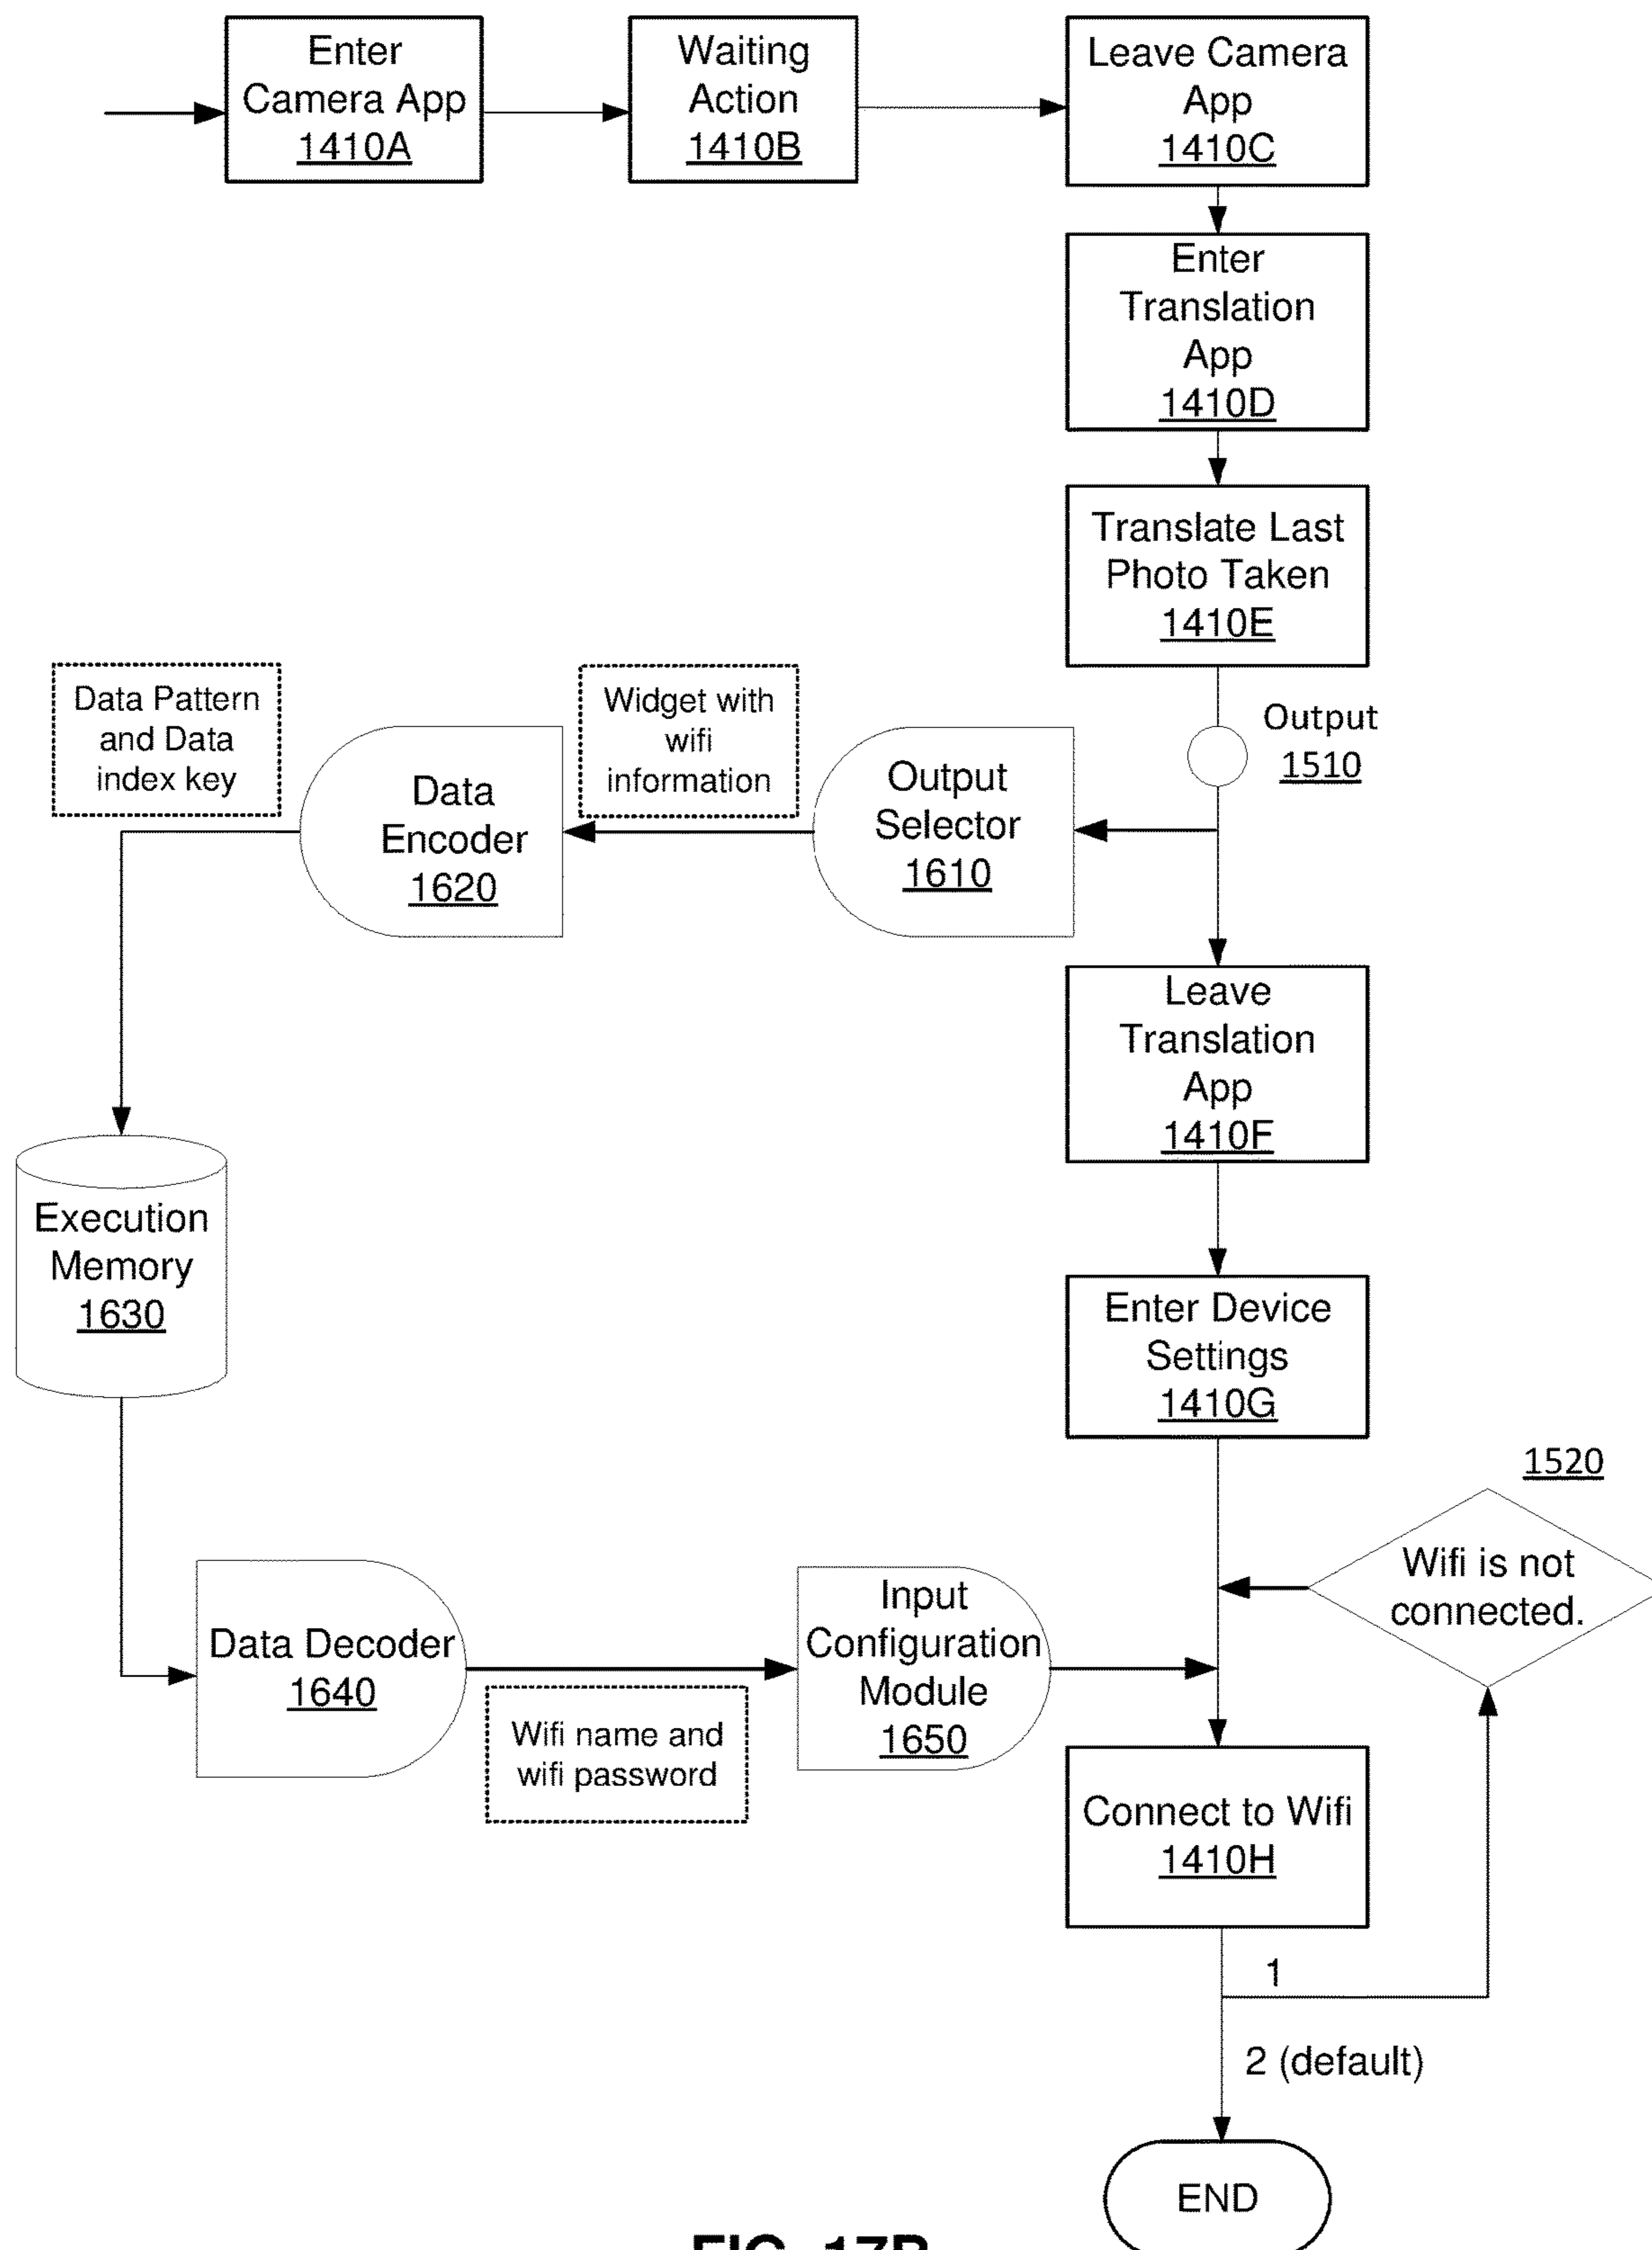 Enter
Camera App
1410A
Waiting
Action
1410B
Leave Camera
App
1410C
Enter
Translation
App
1410D
Translate Last
Photo Taken
1410E
Output
1510
Output
Selector
1610
Widget with
wifi
information
Data
Encoder
1620
Data Pattern
and Data
index key
Leave
Translation
App
1410F
Execution
Memory
1630
Enter Device
Settings
1410G
1520
Wifi is not
connected.
Data Decoder
1640
Wifi name and
wifi password
Input
Configuration
Module
1650
Connect to Wifi
1410H
1
2 (default)
END
FIG. 17B